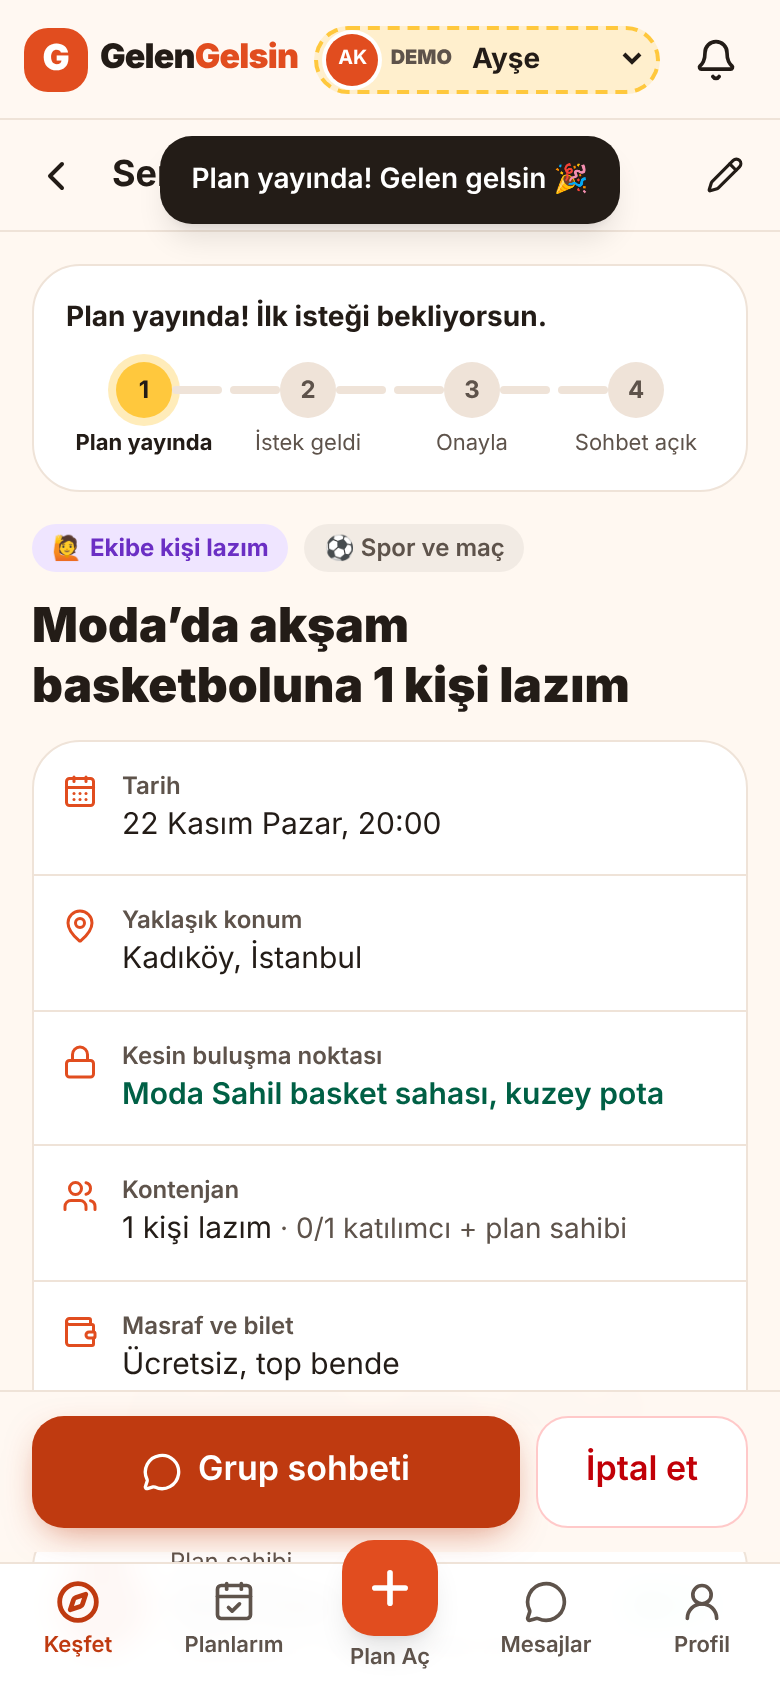 G GelenGelsin AK DEMO Ayşe
Plan yayında! Gelen gelsin 🎉
Plan yayında! İlk isteği bekliyorsun.
1 2 3 4
Plan yayında İstek geldi Onayla Sohbet açık
🙋 Ekibe kişi lazım ⚽ Spor ve maç
Moda’da akşam
basketboluna 1 kişi lazım
Tarih
22 Kasım Pazar, 20:00
Yaklaşık konum
Kadıköy, İstanbul
Kesin buluşma noktası
Moda Sahil basket sahası, kuzey pota
Kontenjan
1 kişi lazım · 0/1 katılımcı + plan sahibi
Masraf ve bilet
Ücretsiz, top bende
Grup sohbeti İptal et
Plan sahibi
Keşfet Planlarım Plan Aç Mesajlar Profil